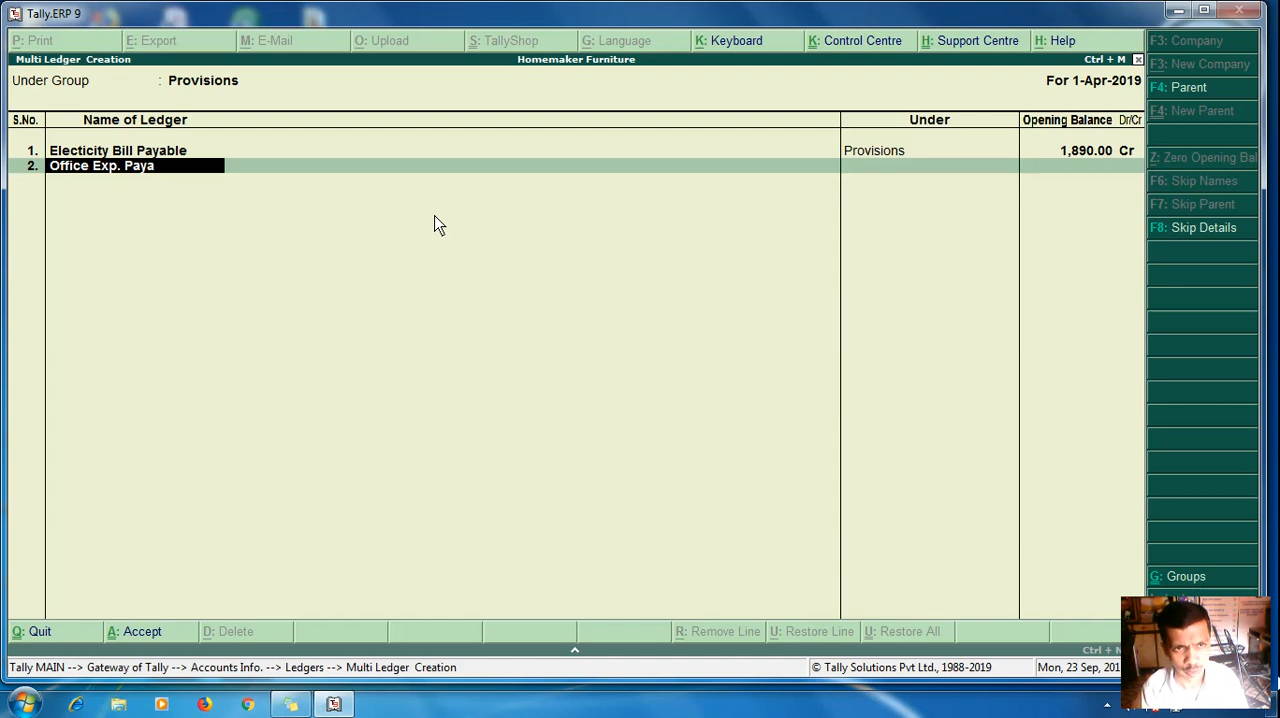 Tally.ERP 9
P: Print E: Export M: E-Mail O: Upload S: TallyShop G: Language K: Keyboard K: Control Centre H: Support Centre H: Help
Multi Ledger Creation Homemaker Furniture Ctrl + M
Under Group : Provisions For 1-Apr-2019
S.No. Name of Ledger Under Opening Balance Dr/Cr
1. Electicity Bill Payable Provisions 1,890.00 Cr
2. Office Exp. Paya
F3: Company
F3: New Company
F4: Parent
F4: New Parent
Z: Zero Opening Bal
F6: Skip Names
F7: Skip Parent
F8: Skip Details
G: Groups
Q: Quit A: Accept D: Delete R: Remove Line U: Restore Line U: Restore All
Ctrl +
Tally MAIN --> Gateway of Tally --> Accounts Info. --> Ledgers --> Multi Ledger Creation © Tally Solutions Pvt Ltd., 1988-2019 Mon, 23 Sep, 201